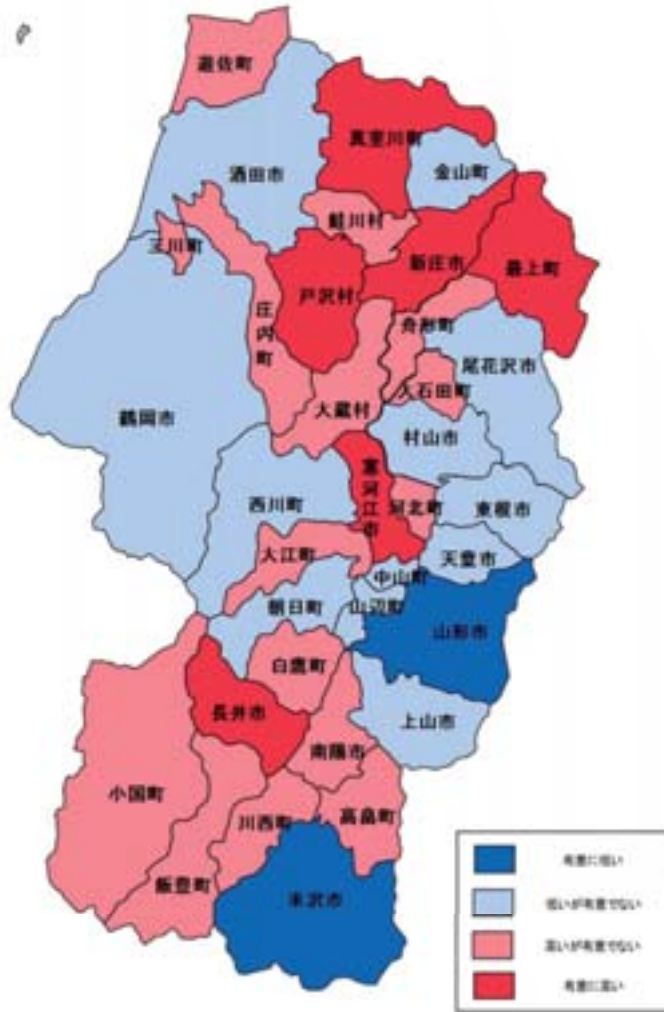 遊佐町
真室川町
酒田市
金山町
鮭川村
三川町
新庄市
最上町
戸沢村
庄内町
舟形町
尾花沢市
大石田町
大蔵村
鶴岡市
村山市
寒河江市
西川町
河北町
東根市
大江町
天童市
中山町
朝日町
山辺町
山形市
白鷹町
長井市
上山市
南陽市
小国町
川西町
高畠町
飯豊町
米沢市
有意に低い
低いが有意でない
高いが有意でない
有意に高い